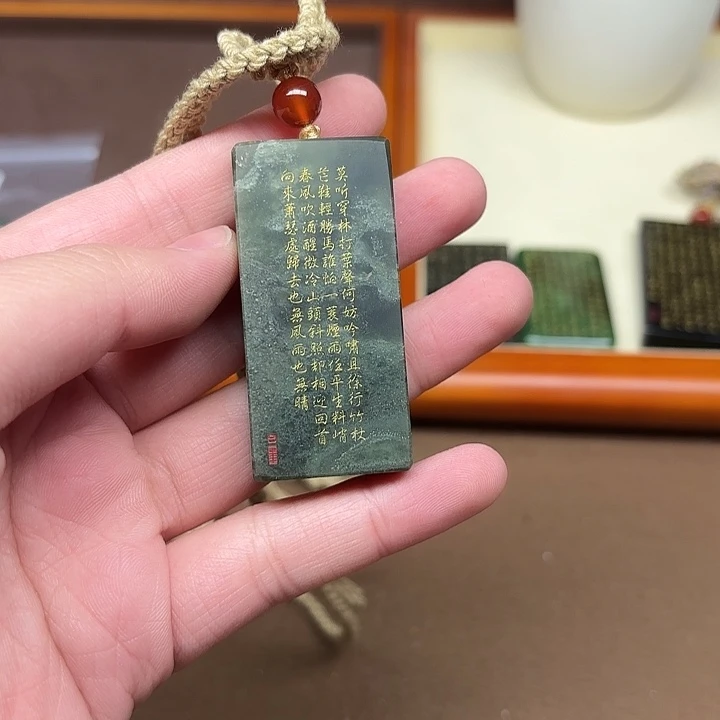 莫听穿林打葉聲何妨吟嘯且徐行竹杖
芒鞋輕勝馬誰怕一蓑煙雨任平生料峭
春風吹酒醒微冷山頭斜照却相迎回首
向來蕭瑟處歸去也無風雨也無晴